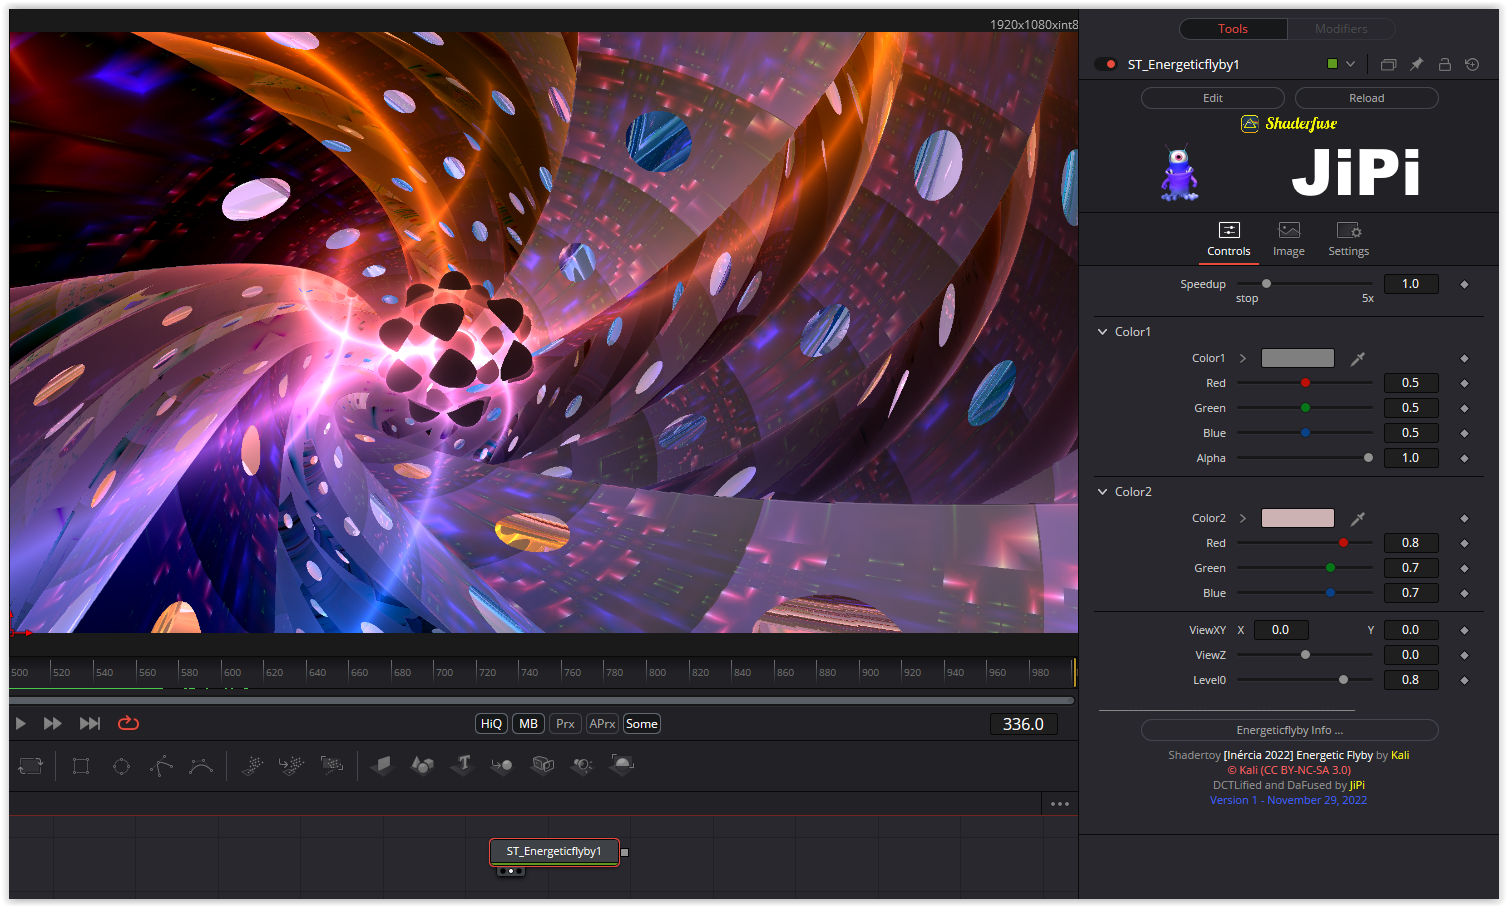 1920x1080xint8
Tools
Modifiers
ST_Energeticflyby1
Edit
Reload
Shaderfuse
JiPi
Controls
Image
Settings
Speedup
1.0
stop
5x
Color1
Color1
Red
0.5
Green
0.5
Blue
0.5
Alpha
1.0
Color2
Color2
Red
0.8
Green
0.7
Blue
0.7
ViewXY X 0.0 Y 0.0
ViewZ
0.0
Level0
0.8
Energeticflyby Info ...
Shadertoy [Inércia 2022] Energetic Flyby by Kali
© Kali (CC BY-NC-SA 3.0)
DCTLified and DaFused by JiPi
Version 1 - November 29, 2022
500 520 540 560 580 600 620 640 660 680 700 720 740 760 780 800 820 840 860 880 900 920 940 960 980
HiQ MB Prx APrx Some
336.0
ST_Energeticflyby1